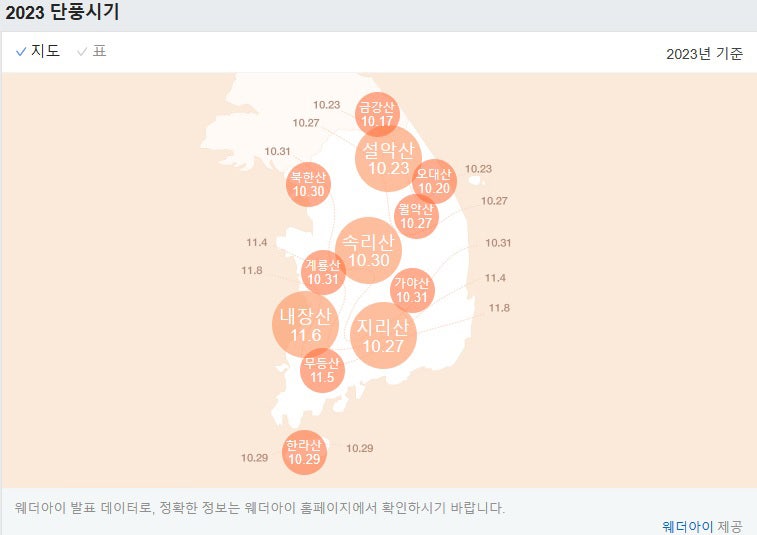 2023 단풍시기
지도 표
2023년 기준
10.23
금강산
10.17
10.27
설악산
10.23
10.31
북한산
10.30
오대산
10.20
10.23
월악산
10.27
10.27
11.4
속리산
10.30
10.31
11.8
계룡산
10.31
가야산
10.31
11.4
내장산
11.6
지리산
10.27
11.8
무등산
11.5
한라산
10.29
10.29
10.29
웨더아이 발표 데이터로, 정확한 정보는 웨더아이 홈페이지에서 확인하시기 바랍니다.
웨더아이 제공